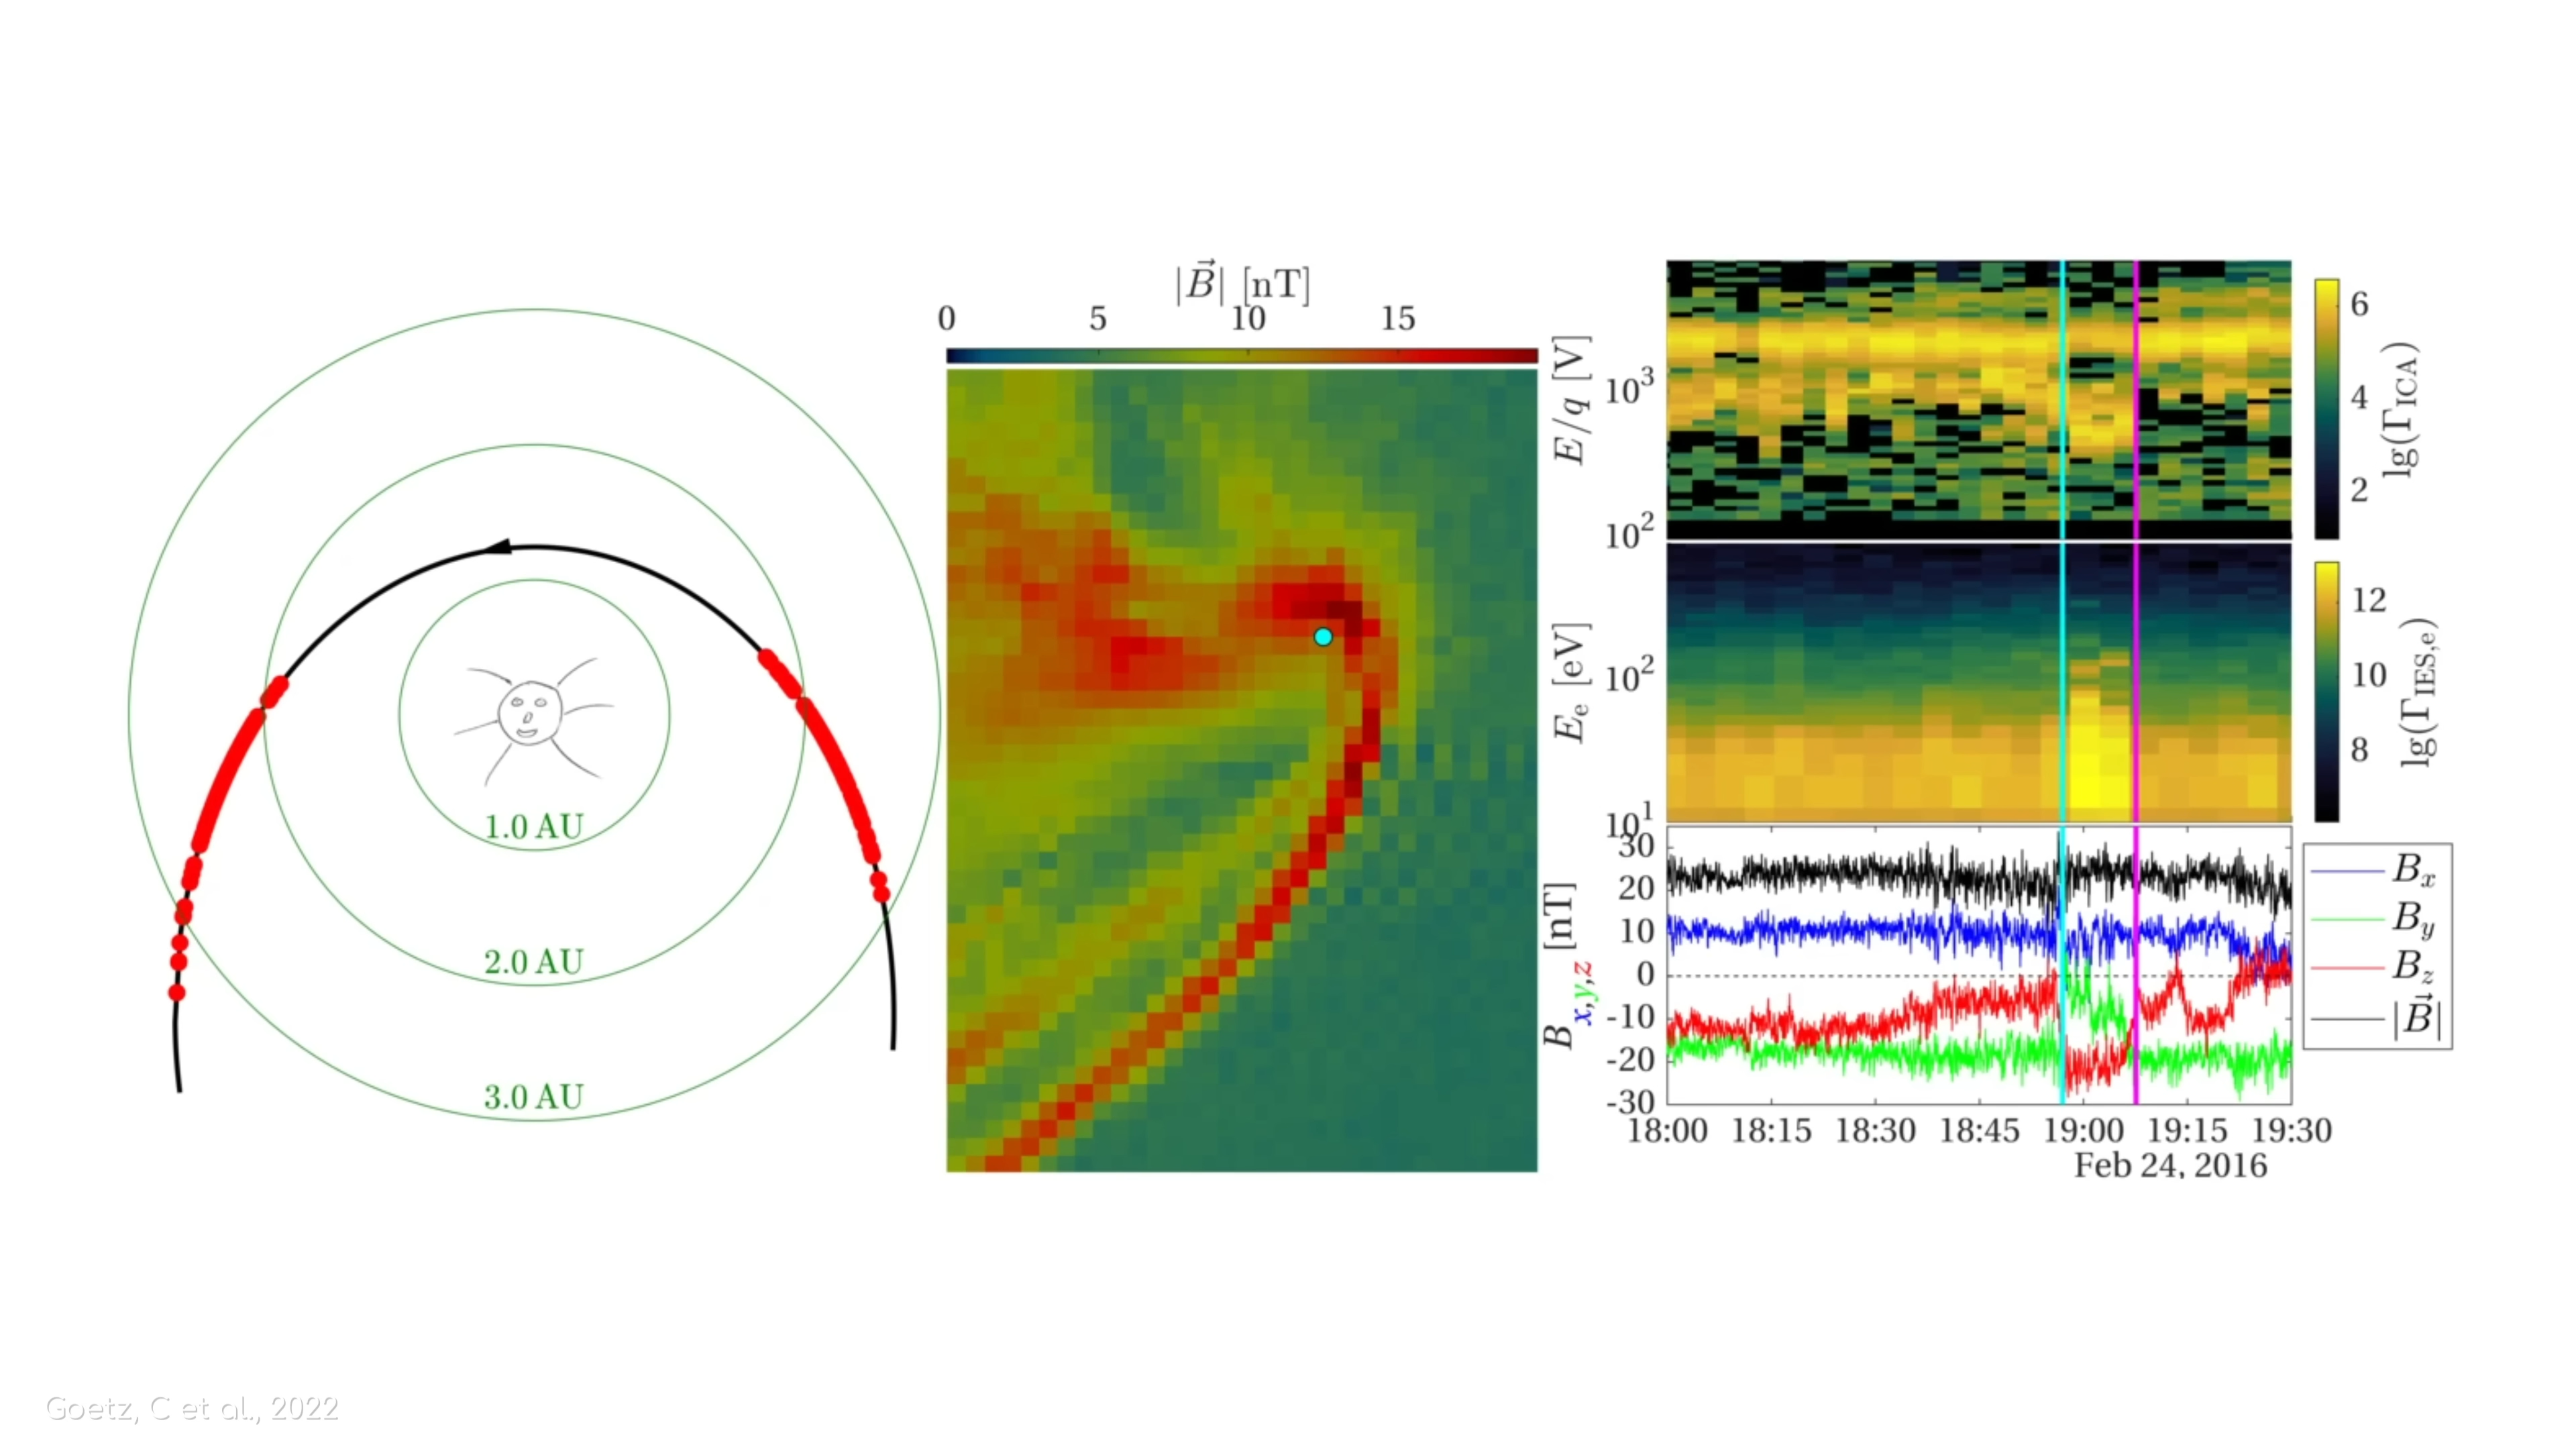 1.0 AU
2.0 AU
3.0 AU
|B⃗| [nT]
0 5 10 15
E/q [V]
10³
10²
6
4
2
lg(Γ_ICA)
E_e [eV]
10²
10¹
12
10
8
lg(Γ_IES,e)
B_x,y,z [nT]
30
20
10
0
-10
-20
-30
18:00 18:15 18:30 18:45 19:00 19:15 19:30
Feb 24, 2016
B_x
B_y
B_z
|B⃗|
Goetz, C et al., 2022